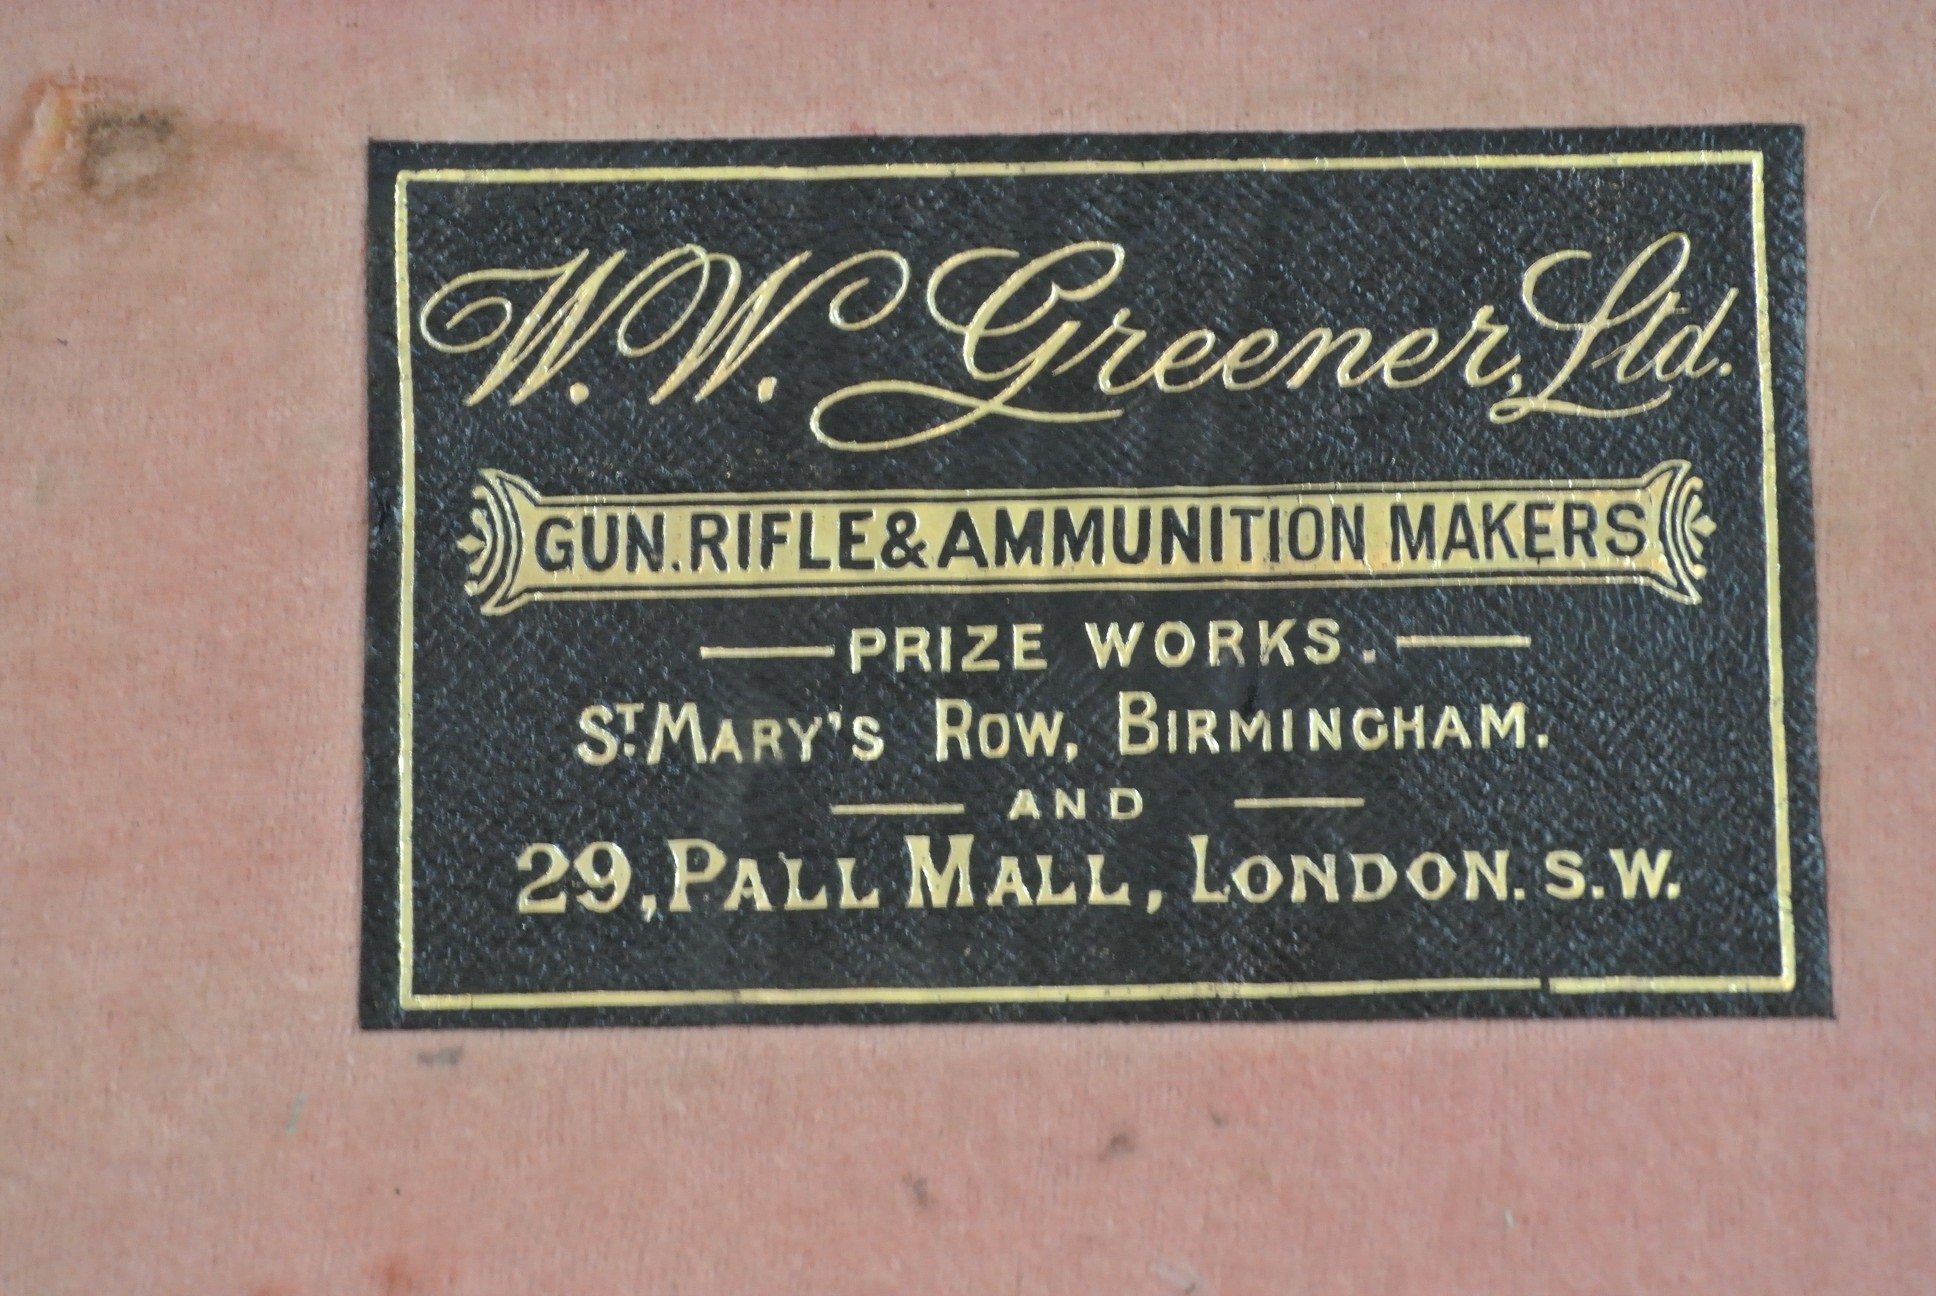 W.W. Greener, Ltd.
GUN. RIFLE & AMMUNITION MAKERS
PRIZE WORKS.
ST. MARY'S ROW, BIRMINGHAM.
AND
29, PALL MALL, LONDON. S.W.